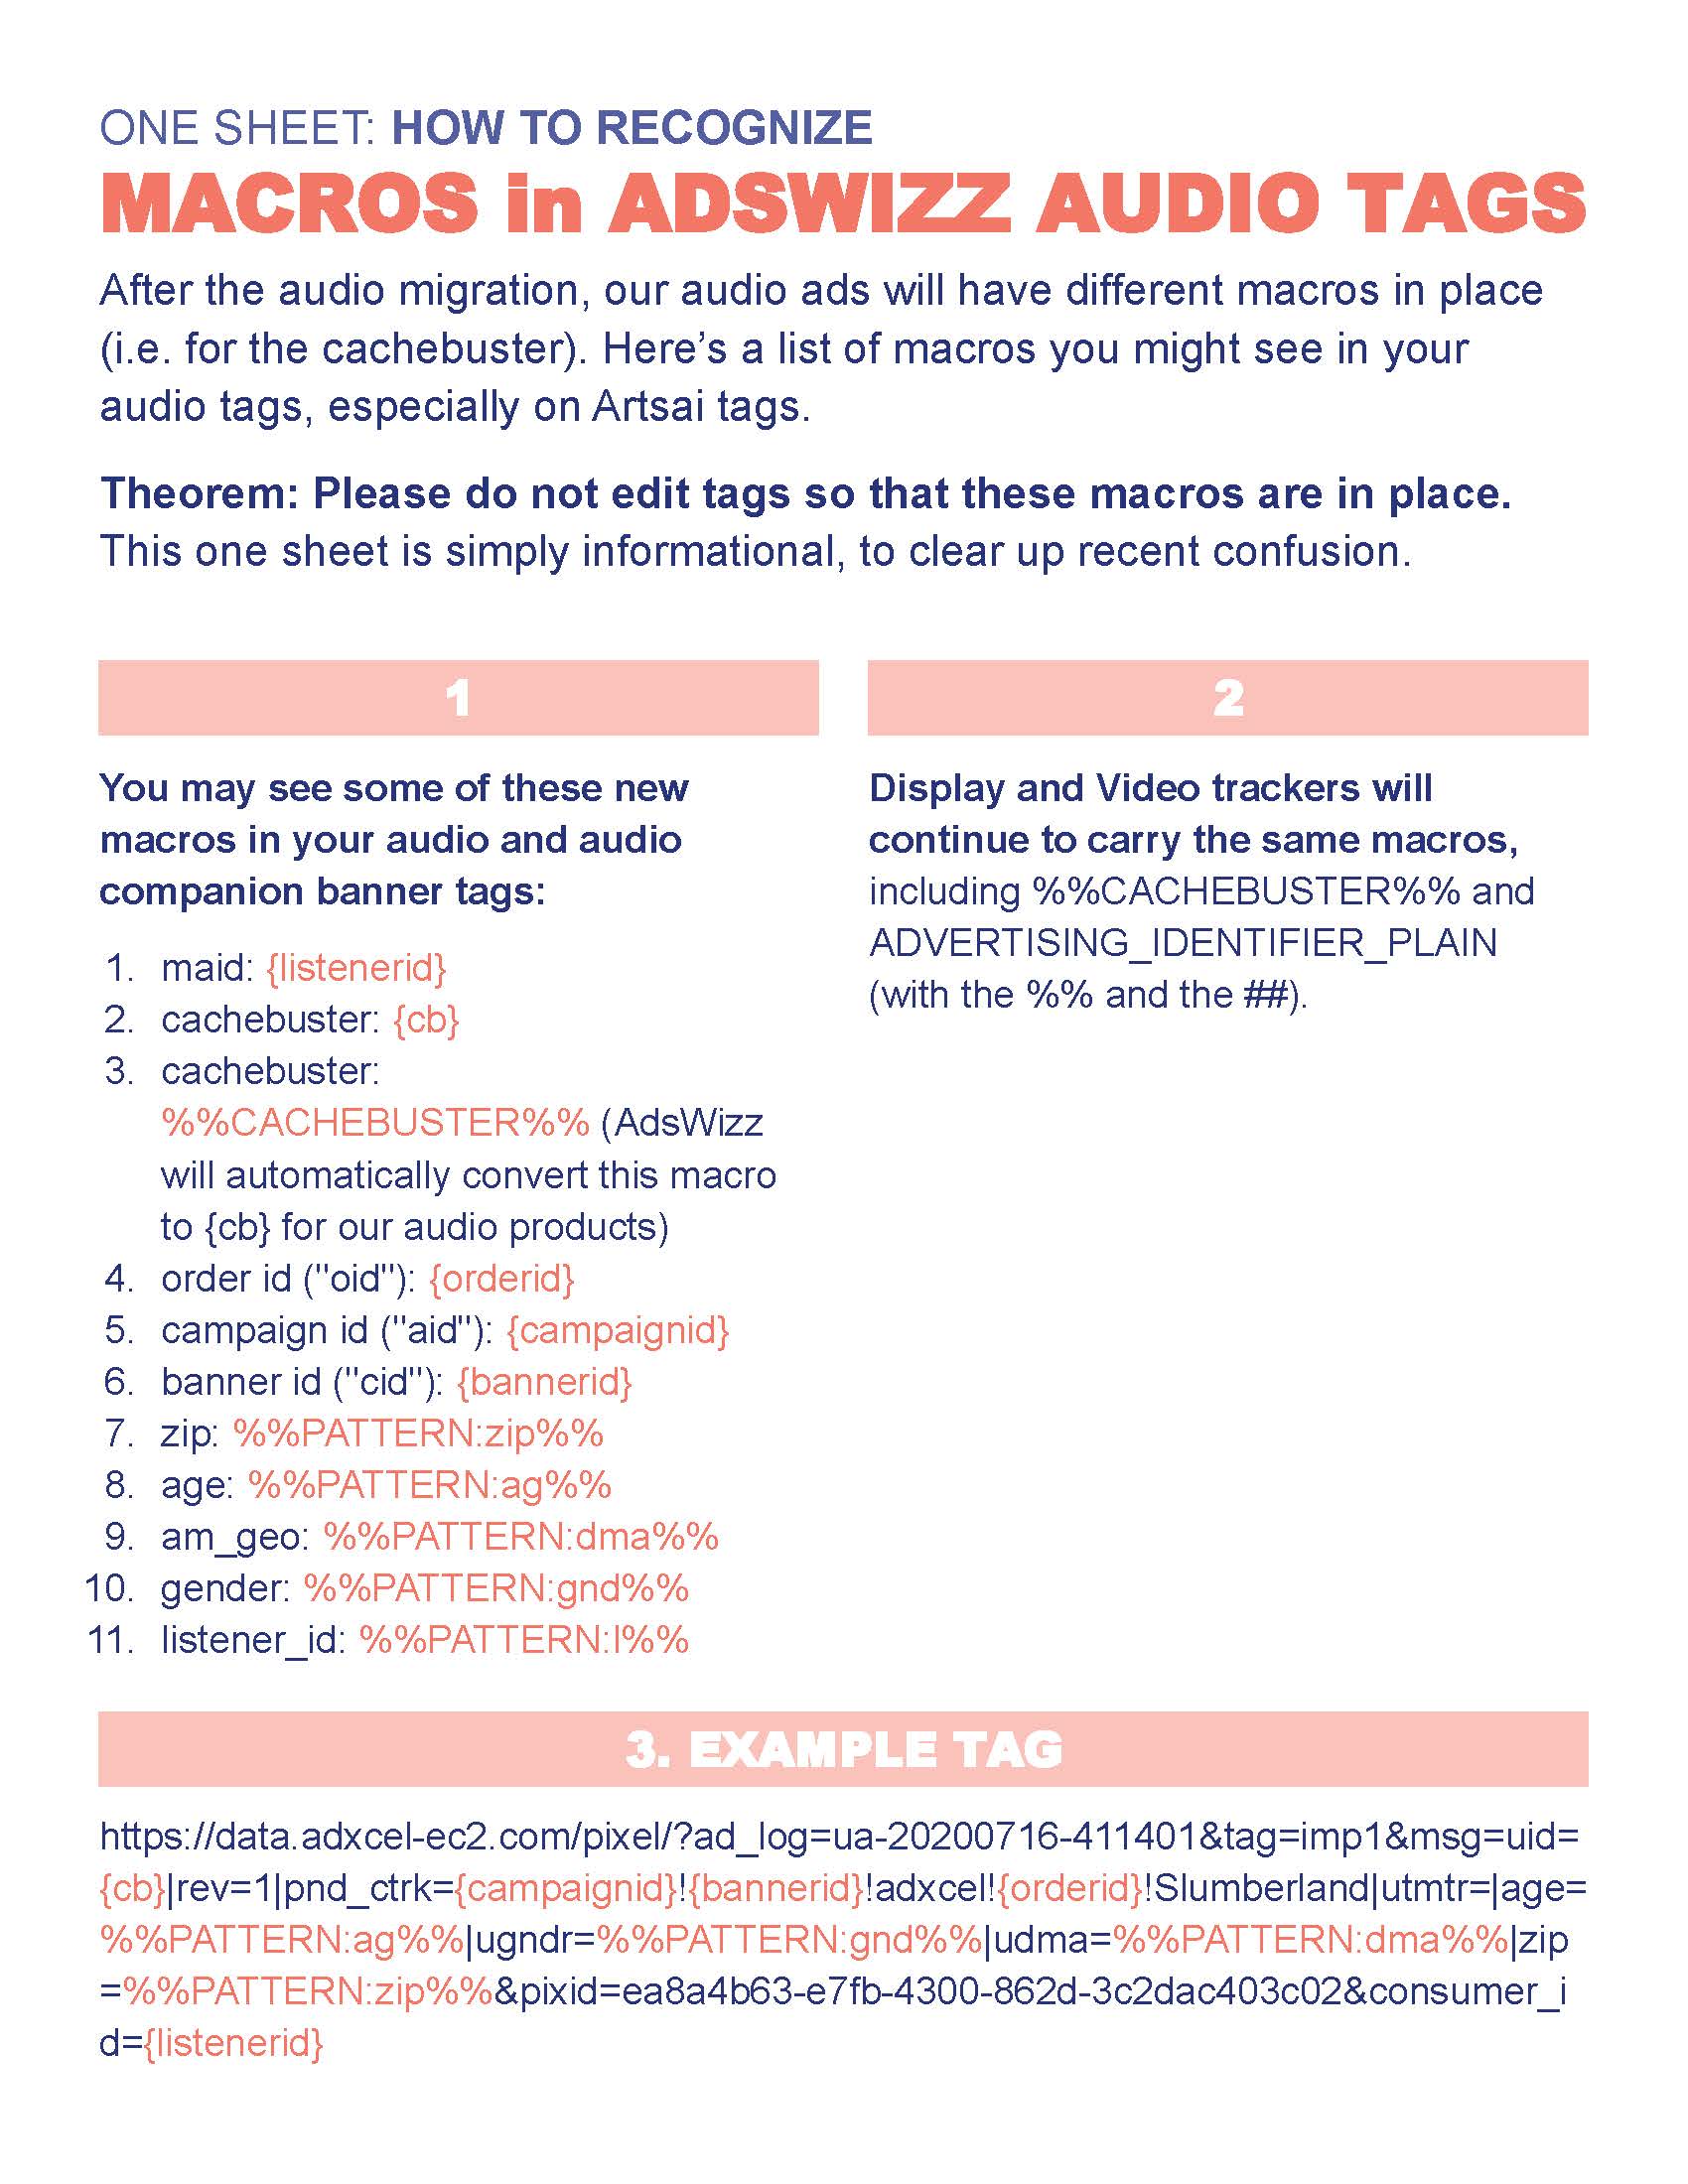 ONE SHEET: HOW TO RECOGNIZE
MACROS in ADSWIZZ AUDIO TAGS
After the audio migration, our audio ads will have different macros in place
(i.e. for the cachebuster). Here’s a list of macros you might see in your
audio tags, especially on Artsai tags.
Theorem: Please do not edit tags so that these macros are in place.
This one sheet is simply informational, to clear up recent confusion.
1
You may see some of these new
macros in your audio and audio
companion banner tags:
1. maid: {listenerid}
2. cachebuster: {cb}
3. cachebuster:
%%CACHEBUSTER%% (AdsWizz
will automatically convert this macro
to {cb} for our audio products)
4. order id ("oid"): {orderid}
5. campaign id ("aid"): {campaignid}
6. banner id ("cid"): {bannerid}
7. zip: %%PATTERN:zip%%
8. age: %%PATTERN:ag%%
9. am_geo: %%PATTERN:dma%%
10. gender: %%PATTERN:gnd%%
11. listener_id: %%PATTERN:l%%
2
Display and Video trackers will
continue to carry the same macros,
including %%CACHEBUSTER%% and
ADVERTISING_IDENTIFIER_PLAIN
(with the %% and the ##).
3. EXAMPLE TAG
https://data.adxcel-ec2.com/pixel/?ad_log=ua-20200716-411401&tag=imp1&msg=uid=
{cb}|rev=1|pnd_ctrk={campaignid}!{bannerid}!adxcel!{orderid}!Slumberland|utmtr=|age=
%%PATTERN:ag%%|ugndr=%%PATTERN:gnd%%|udma=%%PATTERN:dma%%|zip
=%%PATTERN:zip%%&pixid=ea8a4b63-e7fb-4300-862d-3c2dac403c02&consumer_i
d={listenerid}